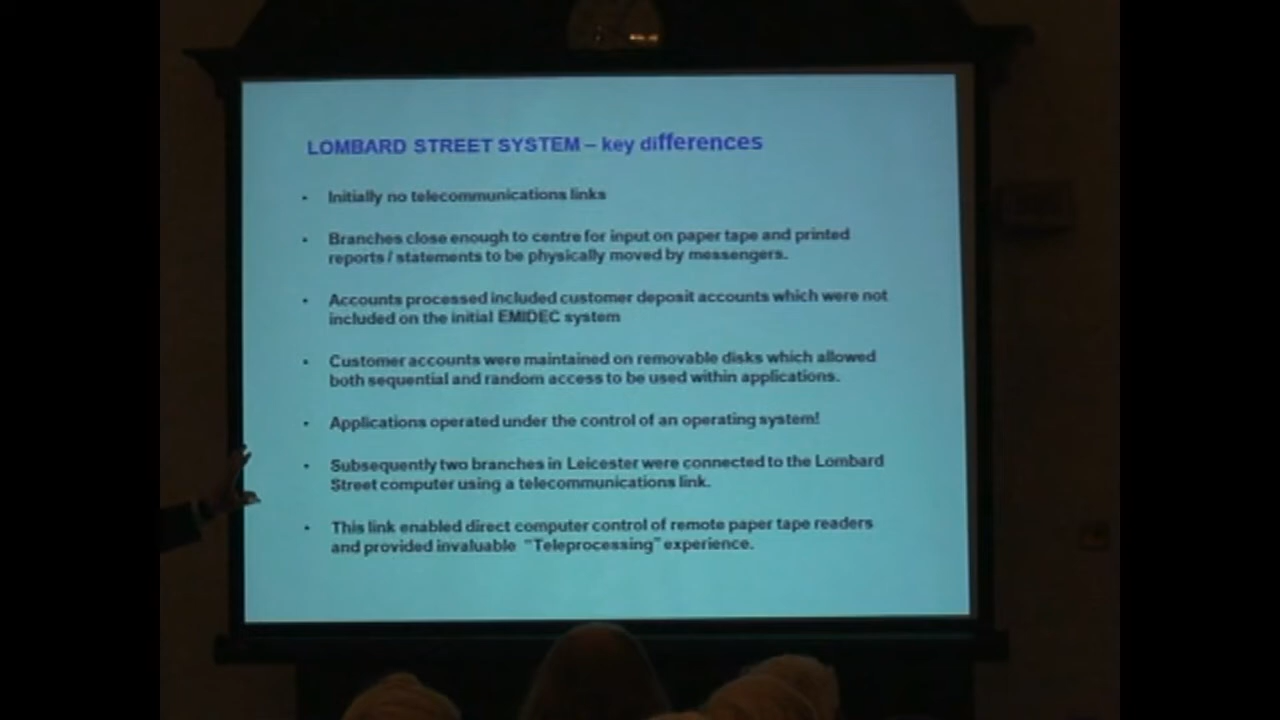 LOMBARD STREET SYSTEM – key differences
• Initially no telecommunications links
• Branches close enough to centre for input on paper tape and printed
reports / statements to be physically moved by messengers.
• Accounts processed included customer deposit accounts which were not
included on the initial EMIDEC system
• Customer accounts were maintained on removable disks which allowed
both sequential and random access to be used within applications.
• Applications operated under the control of an operating system!
• Subsequently two branches in Leicester were connected to the Lombard
Street computer using a telecommunications link.
• This link enabled direct computer control of remote paper tape readers
and provided invaluable “Teleprocessing” experience.